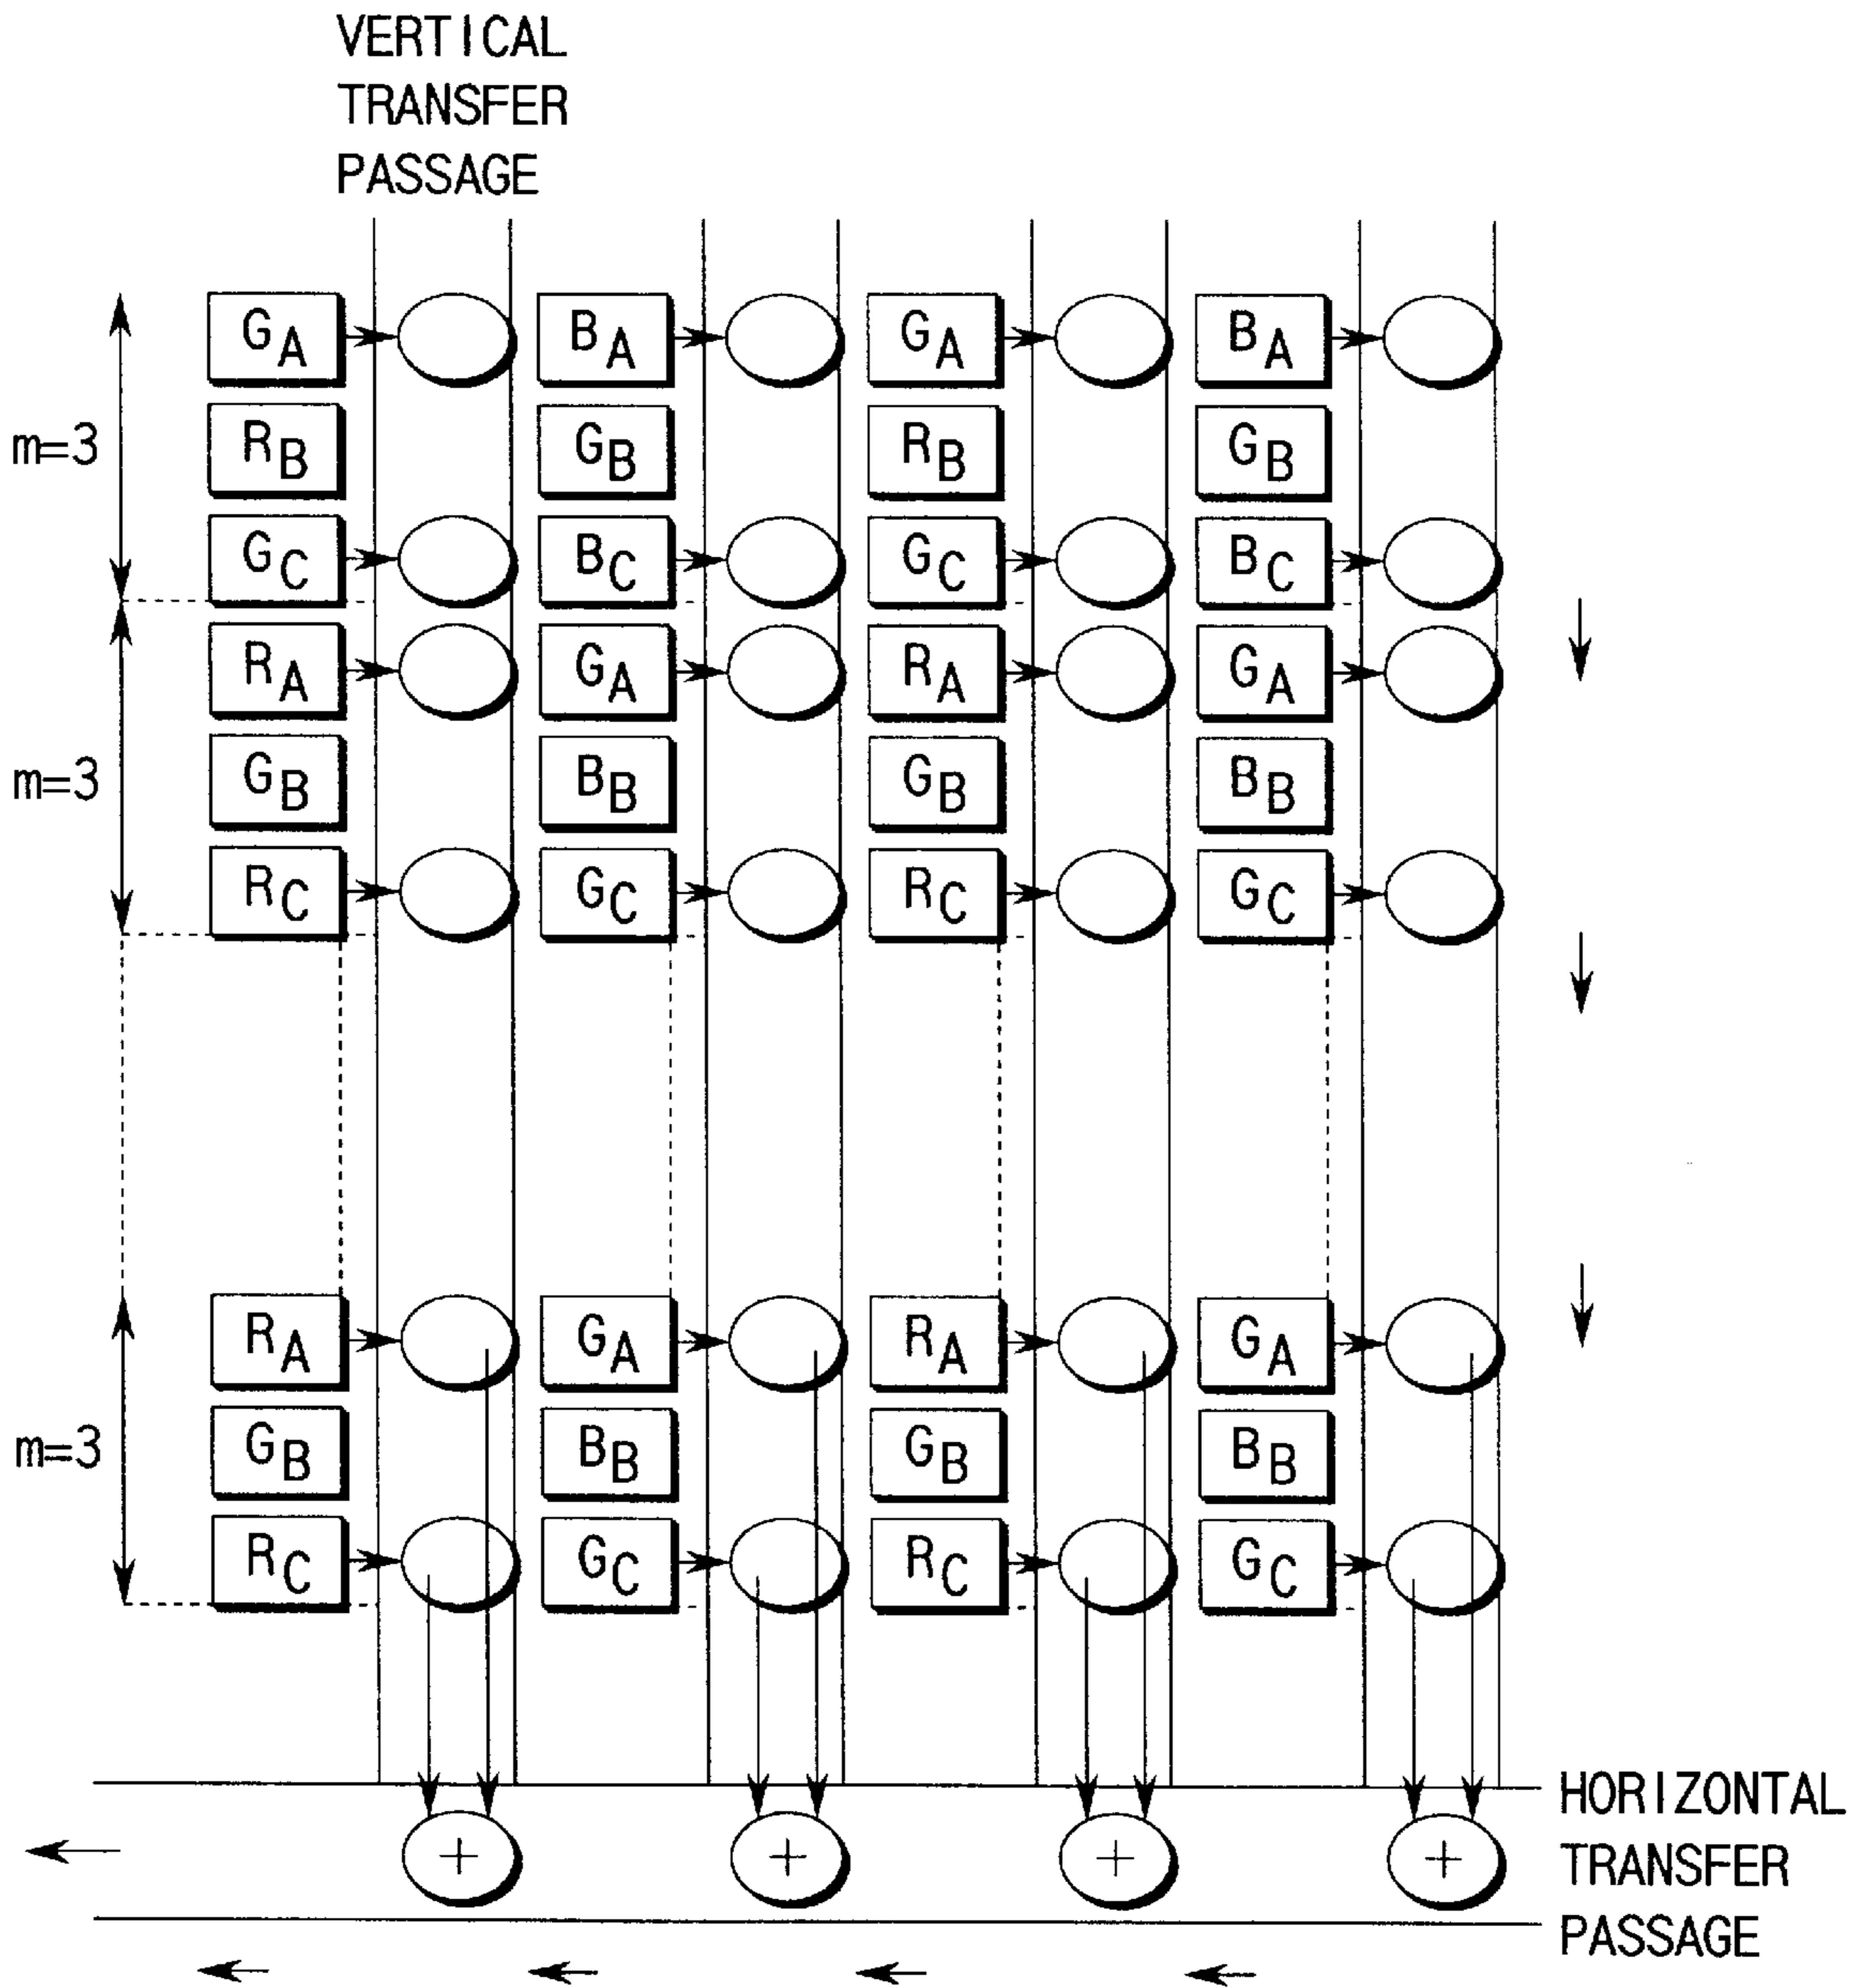 VERTICAL
TRANSFER
PASSAGE
GA BA GA BA
m=3 RB GB RB GB
GC BC GC BC
RA GA RA GA
m=3 GB BB GB BB
RC GC RC GC
RA GA RA GA
m=3 GB BB GB BB
RC GC RC GC
+ + + +
HORIZONTAL
TRANSFER
PASSAGE